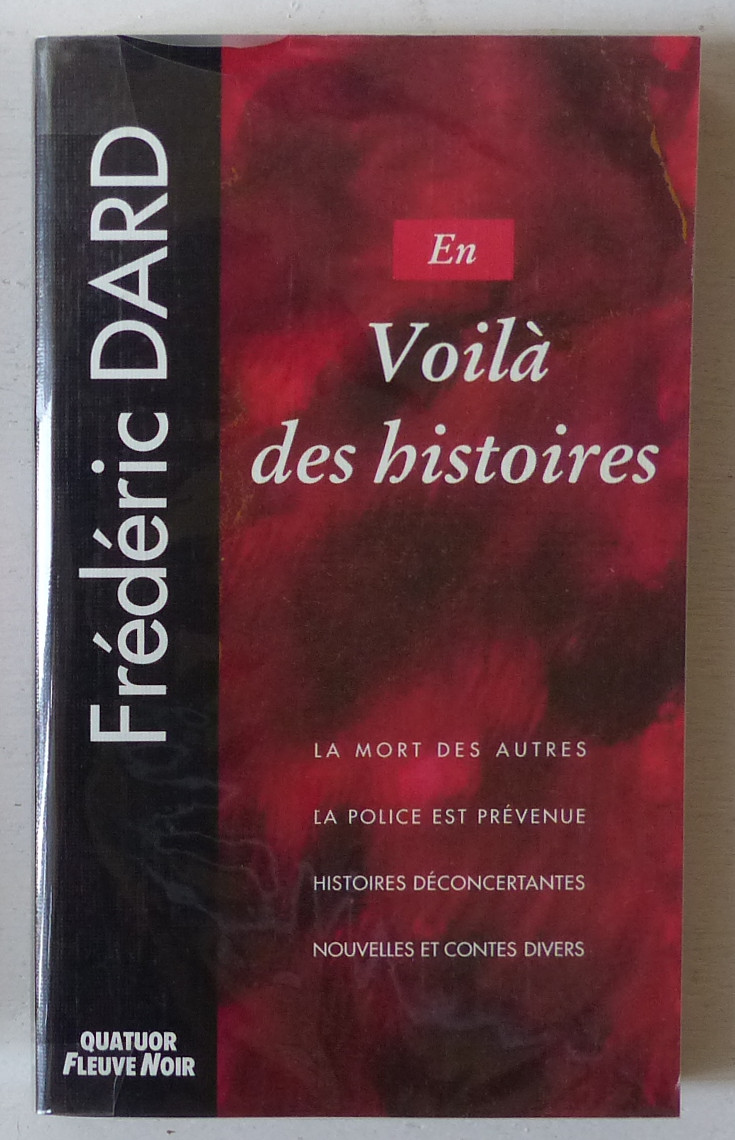 Frédéric DARD
En
Voilà
des histoires
LA MORT DES AUTRES
LA POLICE EST PRÉVENUE
HISTOIRES DÉCONCERTANTES
NOUVELLES ET CONTES DIVERS
QUATUOR
FLEUVE NOIR